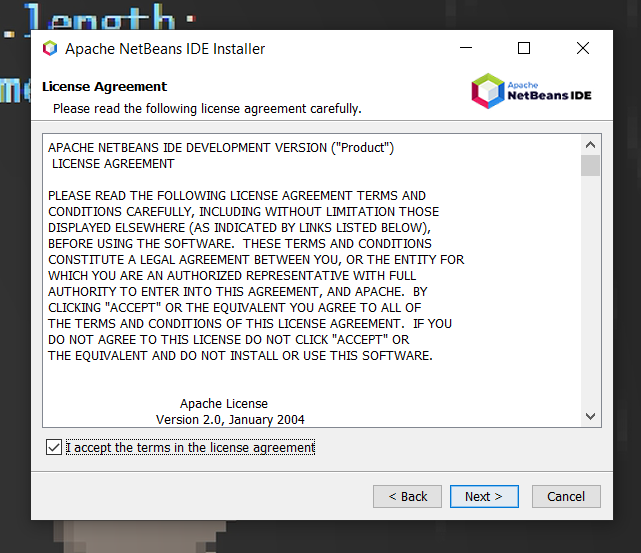 .length;
me
Apache NetBeans IDE Installer
License Agreement
Please read the following license agreement carefully.
Apache
NetBeans IDE
APACHE NETBEANS IDE DEVELOPMENT VERSION ("Product")
LICENSE AGREEMENT
PLEASE READ THE FOLLOWING LICENSE AGREEMENT TERMS AND
CONDITIONS CAREFULLY, INCLUDING WITHOUT LIMITATION THOSE
DISPLAYED ELSEWHERE (AS INDICATED BY LINKS LISTED BELOW),
BEFORE USING THE SOFTWARE.  THESE TERMS AND CONDITIONS
CONSTITUTE A LEGAL AGREEMENT BETWEEN YOU, OR THE ENTITY FOR
WHICH YOU ARE AN AUTHORIZED REPRESENTATIVE WITH FULL
AUTHORITY TO ENTER INTO THIS AGREEMENT, AND APACHE.  BY
CLICKING "ACCEPT" OR THE EQUIVALENT YOU AGREE TO ALL OF
THE TERMS AND CONDITIONS OF THIS LICENSE AGREEMENT.  IF YOU
DO NOT AGREE TO THIS LICENSE DO NOT CLICK "ACCEPT" OR
THE EQUIVALENT AND DO NOT INSTALL OR USE THIS SOFTWARE.
Apache License
Version 2.0, January 2004
I accept the terms in the license agreement
< Back
Next >
Cancel